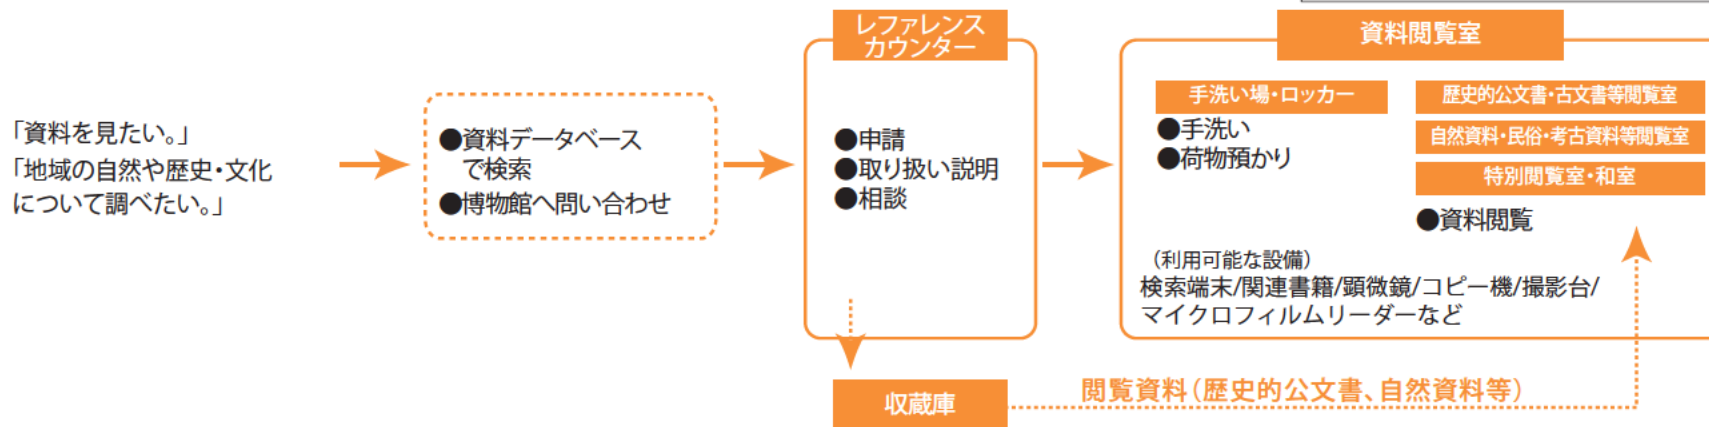 「資料を見たい。」
「地域の自然や歴史・文化
について調べたい。」
●資料データベース
で検索
●博物館へ問い合わせ
レファレンス
カウンター
●申請
●取り扱い説明
●相談
資料閲覧室
手洗い場・ロッカー
●手洗い
●荷物預かり
歴史的公文書・古文書等閲覧室
自然資料・民俗・考古資料等閲覧室
特別閲覧室・和室
●資料閲覧
（利用可能な設備）
検索端末/関連書籍/顕微鏡/コピー機/撮影台/
マイクロフィルムリーダーなど
収蔵庫
閲覧資料（歴史的公文書、自然資料等）